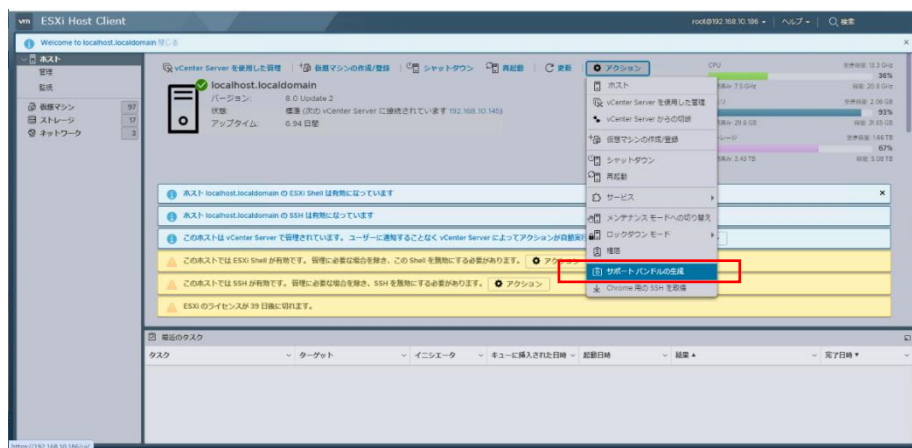 vm ESXi Host Client
root@192.168.10.186 ヘルプ 検索
Welcome to localhost.localdomain 閉じる
ホスト
管理
監視
仮想マシン 97
ストレージ 17
ネットワーク 3
vCenter Server を使用した管理 仮想マシンの作成/登録 シャットダウン 再起動 更新 アクション
localhost.localdomain
バージョン: 8.0 Update 2
状態: 標準 (次の vCenter Server に接続されています 192.168.10.145)
アップタイム: 6.94 日間
CPU
36%
93%
67%
ホスト
vCenter Server を使用した管理
vCenter Server からの切断
仮想マシンの作成/登録
シャットダウン
再起動
サービス
メンテナンス モードへの切り替え
ロックダウン モード
権限
サポート バンドルの生成
Chrome 用の SSH を取得
ホスト localhost.localdomain の ESXi Shell は有効になっています
ホスト localhost.localdomain の SSH は有効になっています
このホストは vCenter Server で管理されています。ユーザーに通知することなく vCenter Server によってアクションが自動実
このホストでは ESXi Shell が有効です。管理に必要な場合を除き、この Shell を無効にする必要があります。 アクション
このホストでは SSH が有効です。管理に必要な場合を除き、SSH を無効にする必要があります。 アクション
ESXi のライセンスが 39 日後に切れます。
最近のタスク
タスク ターゲット イニシエータ キューに挿入された日時 起動日時 結果 完了日時
https://192.168.10.186/ui/